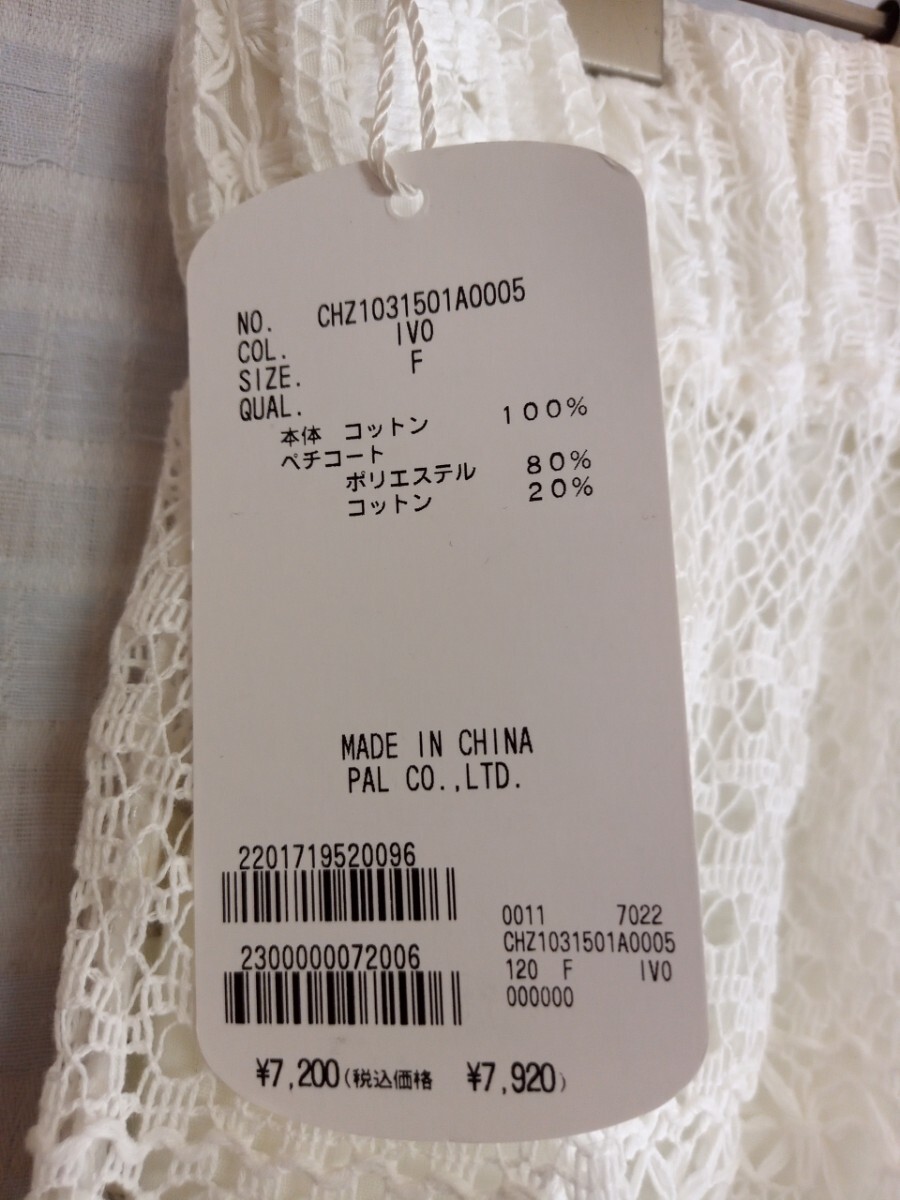 NO. CHZ1031501A0005
COL. IVO
SIZE. F
QUAL.
本体 コットン 100%
ペチコート
ポリエステル 80%
コットン 20%
MADE IN CHINA
PAL CO.,LTD.
2201719520096
2300000072006
0011 7022
CHZ1031501A0005
120 F IVO
000000
¥7,200(税込価格 ¥7,920)